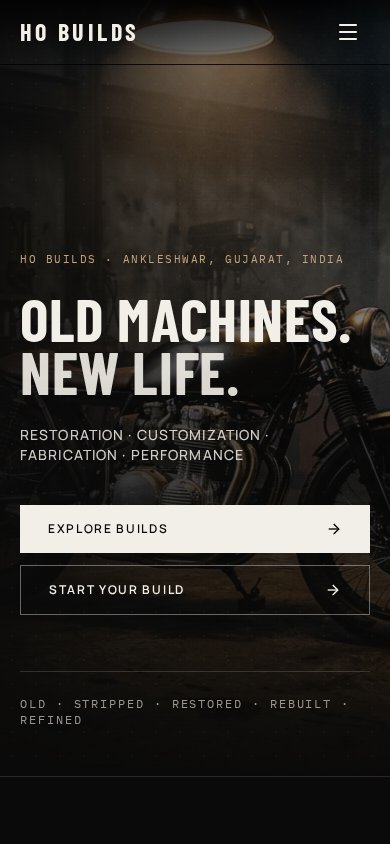 HO BUILDS
HO BUILDS · ANKLESHWAR, GUJARAT, INDIA
OLD MACHINES.
NEW LIFE.
RESTORATION · CUSTOMIZATION ·
FABRICATION · PERFORMANCE
EXPLORE BUILDS →
START YOUR BUILD →
OLD · STRIPPED · RESTORED · REBUILT ·
REFINED